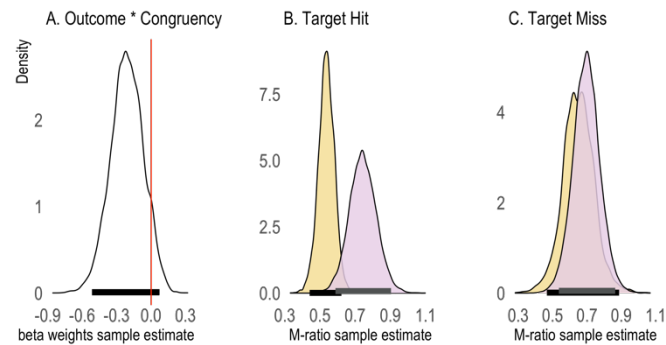 A. Outcome * Congruency
B. Target Hit
C. Target Miss
Density
2
1
0
-0.9 -0.6 -0.3 0.0 0.3
beta weights sample estimate
7.5
5.0
2.5
0.0
0.3 0.5 0.7 0.9 1.1
M-ratio sample estimate
4
2
0
0.3 0.5 0.7 0.9 1.1
M-ratio sample estimate